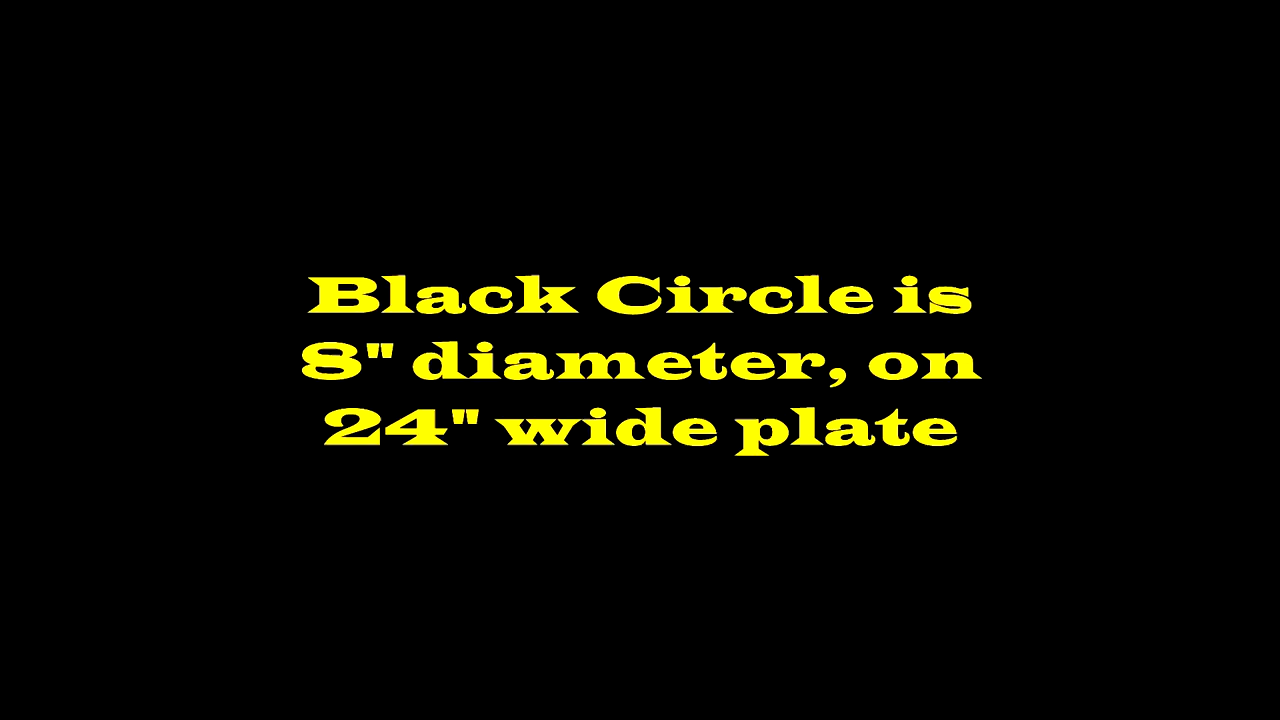 Black Circle is
8" diameter, on
24" wide plate